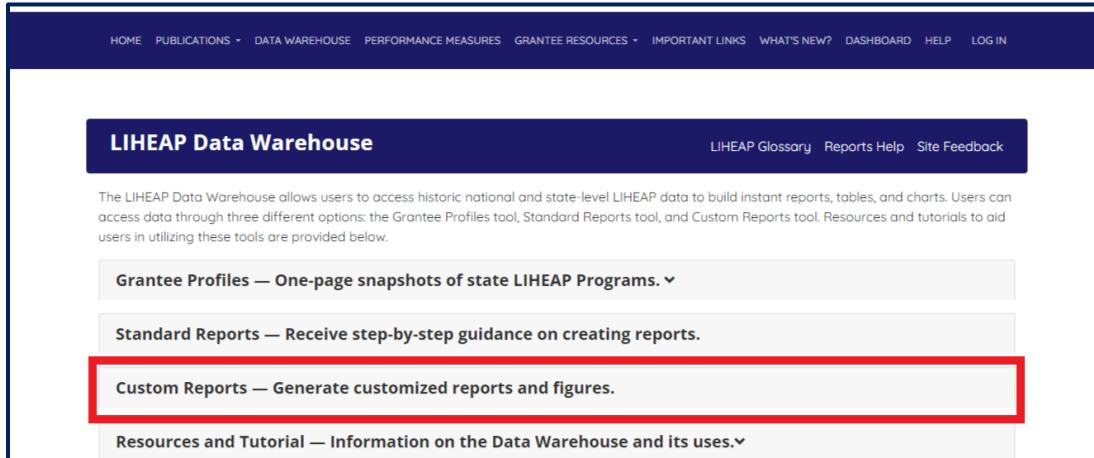 HOME PUBLICATIONS DATA WAREHOUSE PERFORMANCE MEASURES GRANTEE RESOURCES IMPORTANT LINKS WHAT'S NEW? DASHBOARD HELP LOG IN
LIHEAP Data Warehouse LIHEAP Glossary Reports Help Site Feedback
The LIHEAP Data Warehouse allows users to access historic national and state-level LIHEAP data to build instant reports, tables, and charts. Users can
access data through three different options: the Grantee Profiles tool, Standard Reports tool, and Custom Reports tool. Resources and tutorials to aid
users in utilizing these tools are provided below.
Grantee Profiles — One-page snapshots of state LIHEAP Programs.
Standard Reports — Receive step-by-step guidance on creating reports.
Custom Reports — Generate customized reports and figures.
Resources and Tutorial — Information on the Data Warehouse and its uses.